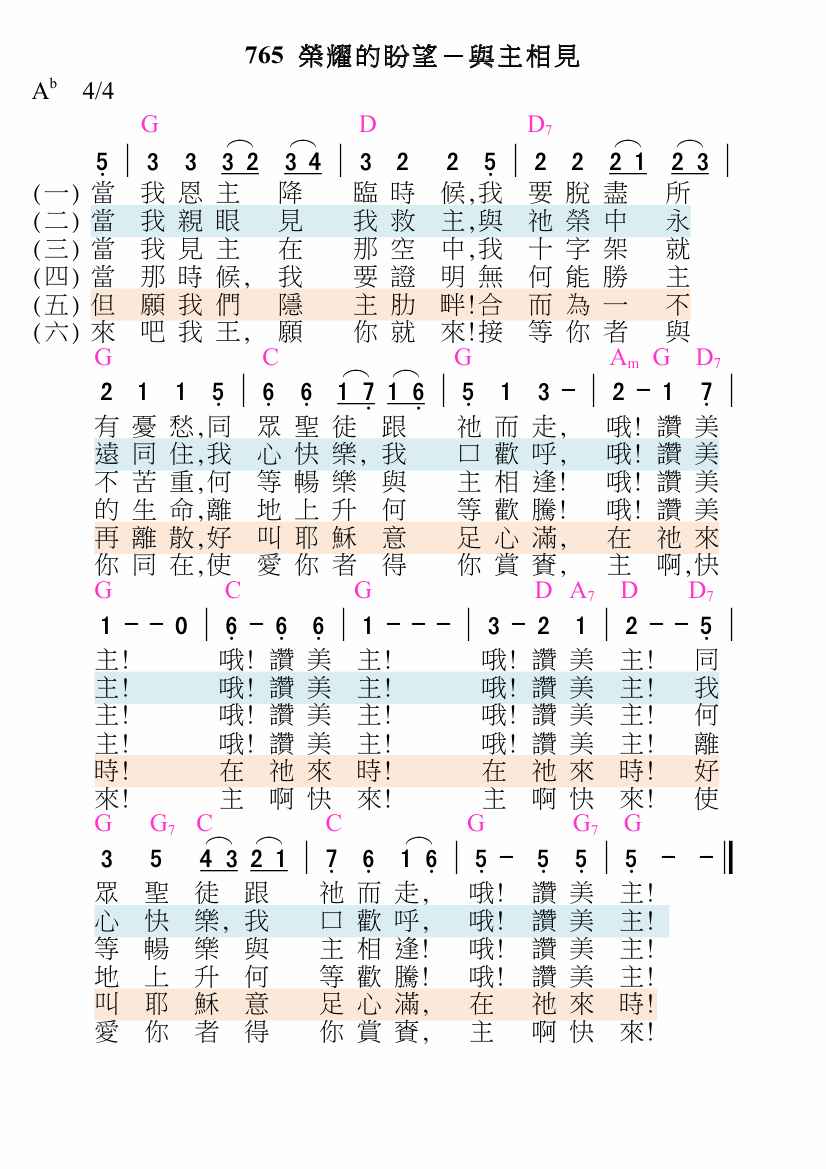 765 榮耀的盼望－與主相見
A♭ 4/4
G D D7
5̣ | 3 3 3 2 3 4 | 3 2 2 5̣ | 2 2 2 1 2 3 |
(一) 當 我 恩 主 降 臨 時 候,我 要 脫 盡 所
(二) 當 我 親 眼 見 我 救 主,與 祂 榮 中 永
(三) 當 我 見 主 在 那 空 中,我 十 字 架 就
(四) 當 那 時 候, 我 要 證 明 無 何 能 勝 主
(五) 但 願 我 們 隱 主 肋 畔!合 而 為 一 不
(六) 來 吧 我 王, 願 你 就 來!接 等 你 者 與
G C G Am G D7
2 1 1 5̣ | 6̣ 6̣ 1 7̣ 1 6̣ | 5̣ 1 3 － | 2 － 1 7̣ |
有 憂 愁,同 眾 聖 徒 跟 祂 而 走, 哦! 讚 美
遠 同 住,我 心 快 樂, 我 口 歡 呼, 哦! 讚 美
不 苦 重,何 等 暢 樂 與 主 相 逢! 哦! 讚 美
的 生 命,離 地 上 升 何 等 歡 騰! 哦! 讚 美
再 離 散,好 叫 耶 穌 意 足 心 滿, 在 祂 來
你 同 在,使 愛 你 者 得 你 賞 賚, 主 啊,快
G C G D A7 D D7
1 － － 0 | 6̣ － 6̣ 6̣ | 1 － － － | 3 － 2 1 | 2 － － 5̣ |
主! 哦! 讚 美 主! 哦! 讚 美 主! 同
主! 哦! 讚 美 主! 哦! 讚 美 主! 我
主! 哦! 讚 美 主! 哦! 讚 美 主! 何
主! 哦! 讚 美 主! 哦! 讚 美 主! 離
時! 在 祂 來 時! 在 祂 來 時! 好
來! 主 啊 快 來! 主 啊 快 來! 使
G G7 C C G G7 G
3 5 4 3 2 1 | 7̣ 6̣ 1 6̣ | 5̣ － 5̣ 5̣ | 5̣ － － ‖
眾 聖 徒 跟 祂 而 走, 哦! 讚 美 主!
心 快 樂, 我 口 歡 呼, 哦! 讚 美 主!
等 暢 樂 與 主 相 逢! 哦! 讚 美 主!
地 上 升 何 等 歡 騰! 哦! 讚 美 主!
叫 耶 穌 意 足 心 滿, 在 祂 來 時!
愛 你 者 得 你 賞 賚, 主 啊 快 來!